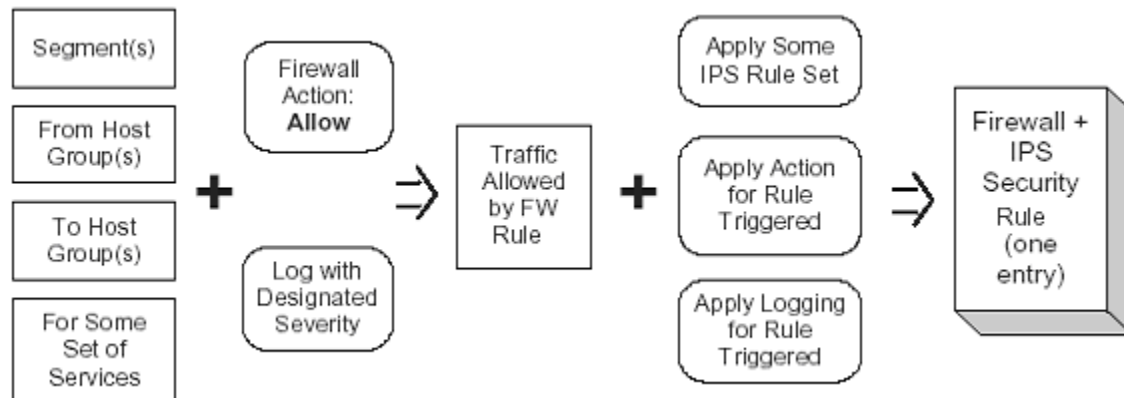 Segment(s)
From Host
Group(s)
To Host
Group(s)
For Some
Set of
Services
+
Firewall
Action:
Allow
Log with
Designated
Severity
Traffic
Allowed
by FW
Rule
+
Apply Some
IPS Rule Set
Apply Action
for Rule
Triggered
Apply Logging
for Rule
Triggered
Firewall +
IPS
Security
Rule
(one
entry)